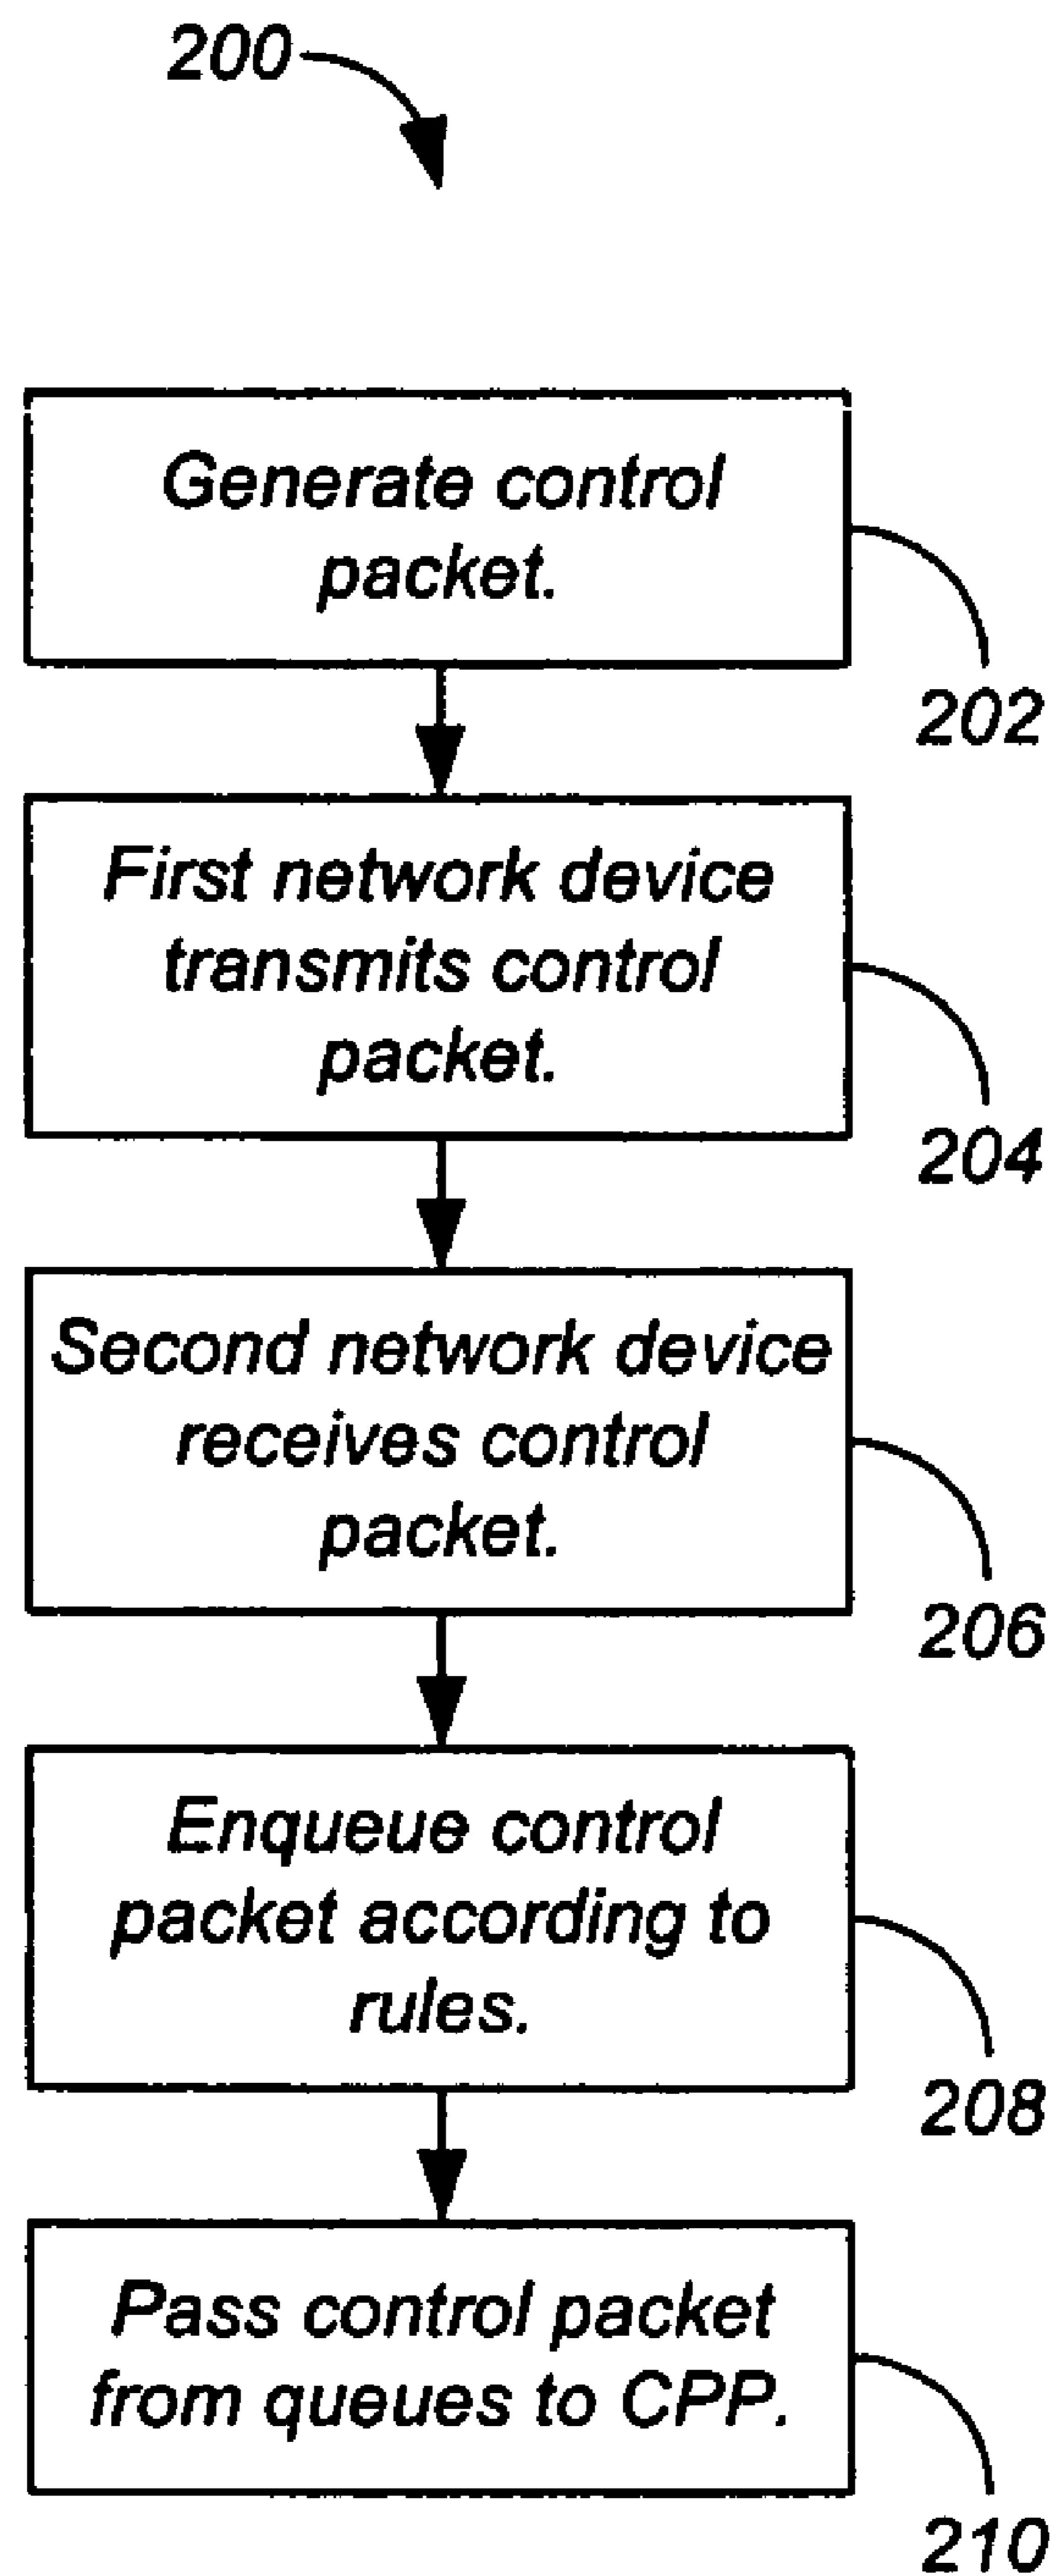 200
Generate control
packet.
202
First network device
transmits control
packet.
204
Second network device
receives control
packet.
206
Enqueue control
packet according to
rules.
208
Pass control packet
from queues to CPP.
210